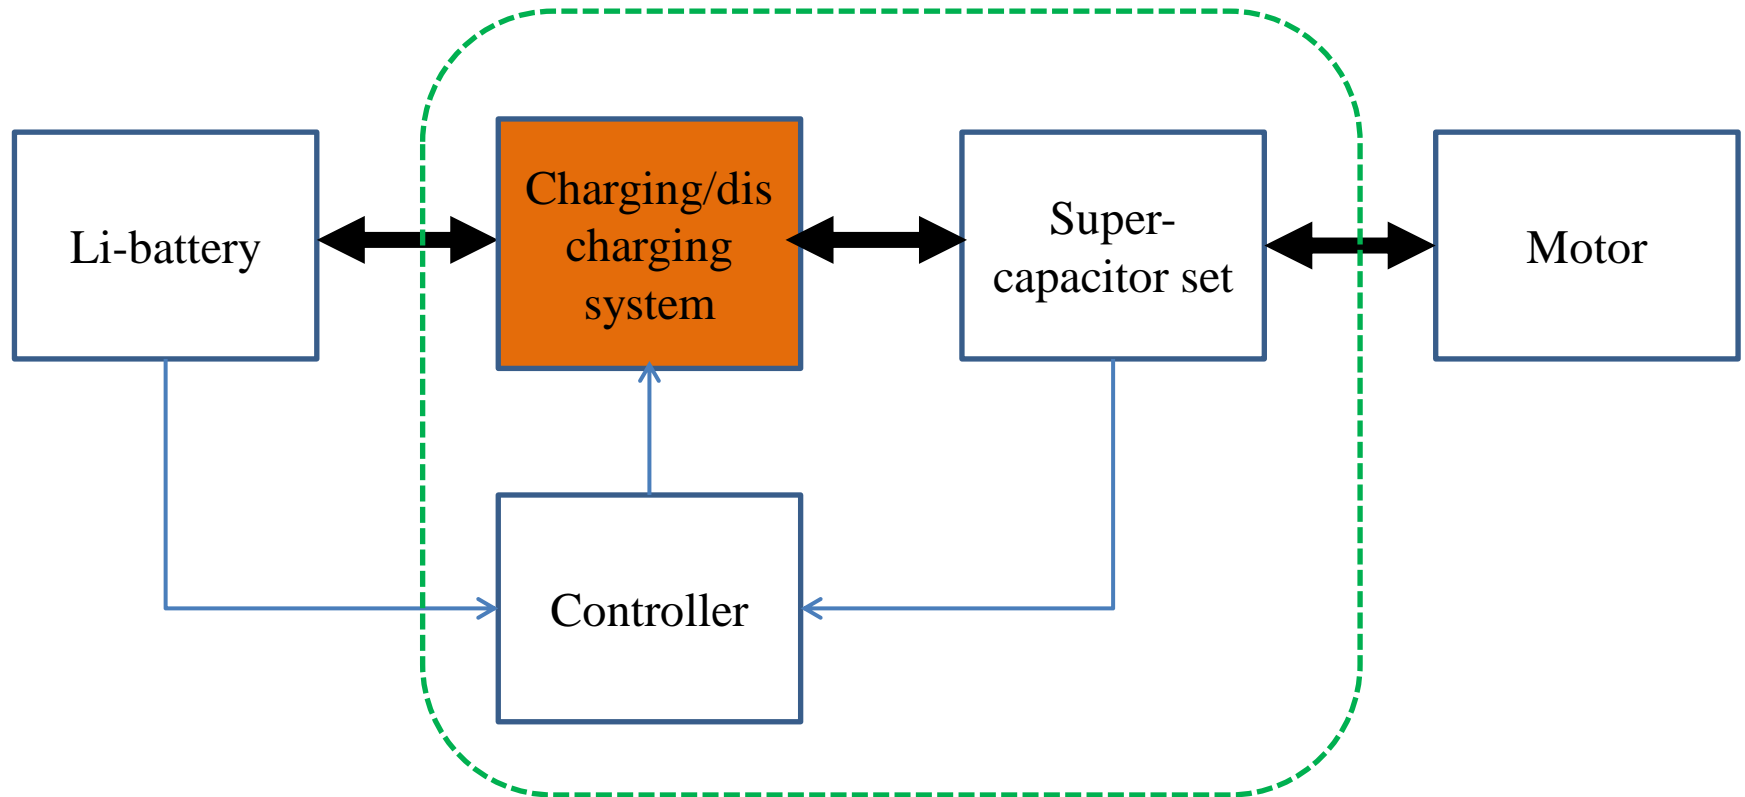 Li-battery
Charging/dis
charging
system
Super-
capacitor set
Motor
Controller